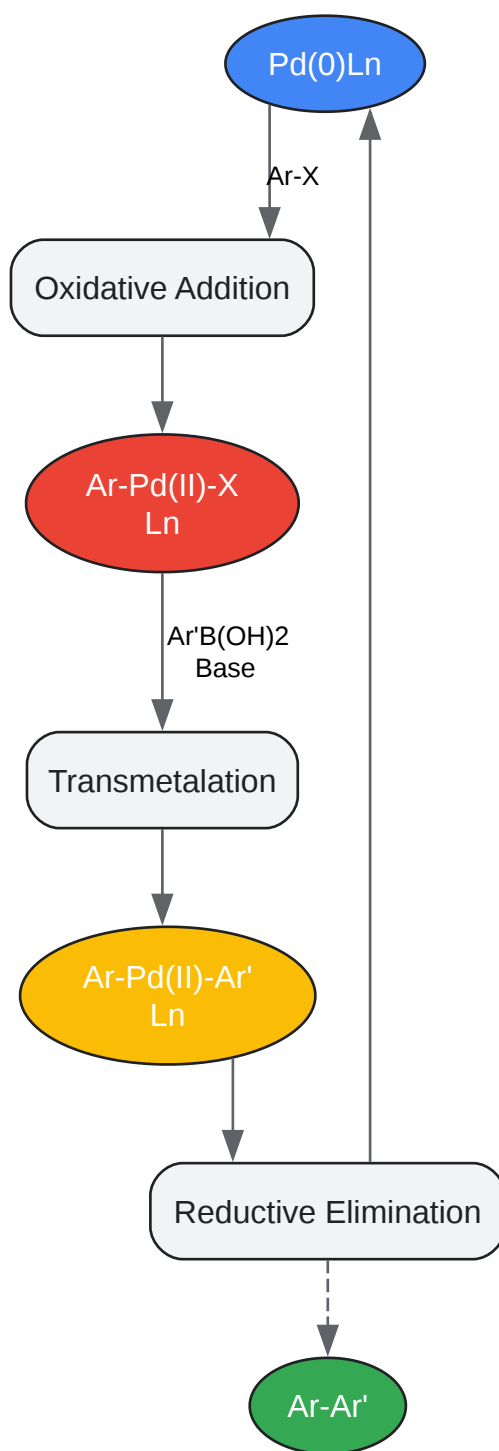 Pd(0)Ln
Ar-X
Oxidative Addition
Ar-Pd(II)-X
Ln
Ar'B(OH)2
Base
Transmetalation
Ar-Pd(II)-Ar'
Ln
Reductive Elimination
Ar-Ar'